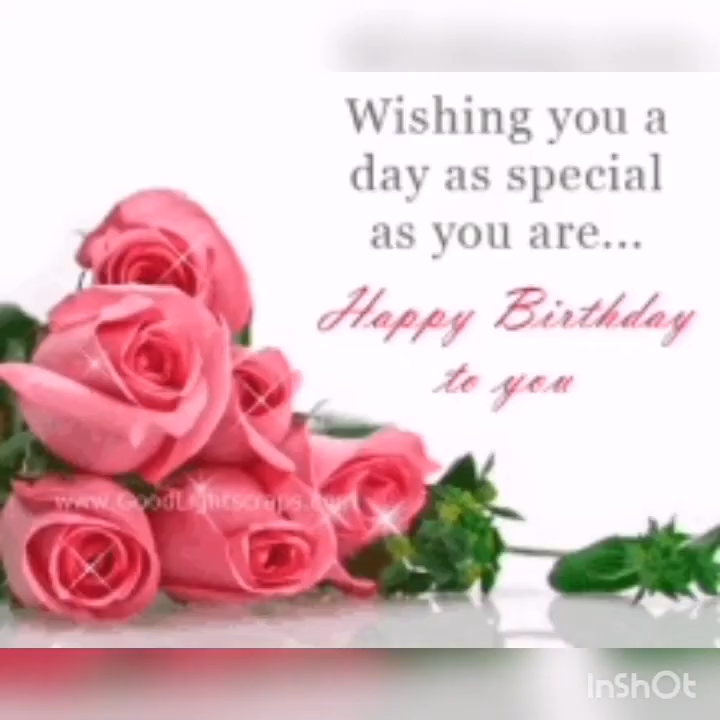 Wishing you a
day as special
as you are...
Happy Birthday
to you
InShOt